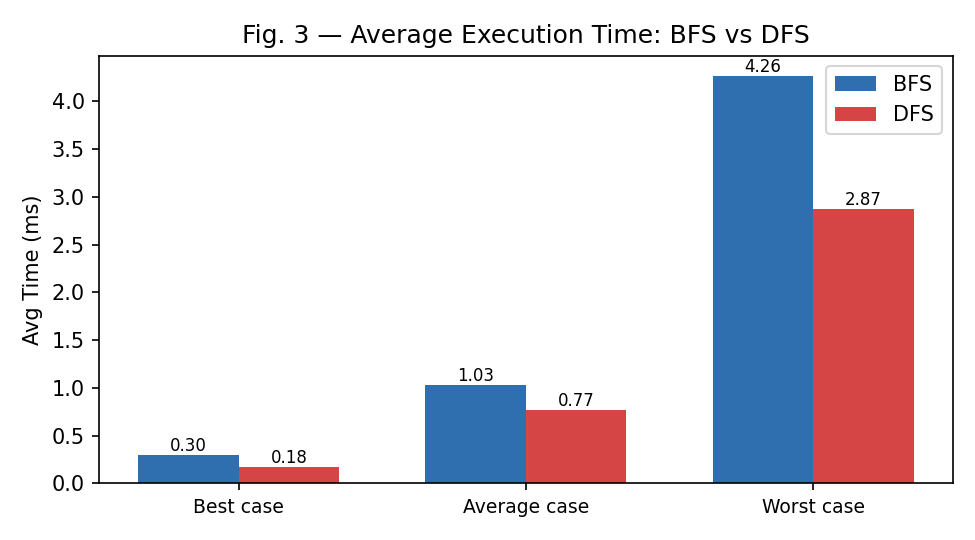 Fig. 3 — Average Execution Time: BFS vs DFS
Avg Time (ms)
4.0
3.5
3.0
2.5
2.0
1.5
1.0
0.5
0.0
0.30
0.18
1.03
0.77
4.26
2.87
BFS
DFS
Best case
Average case
Worst case